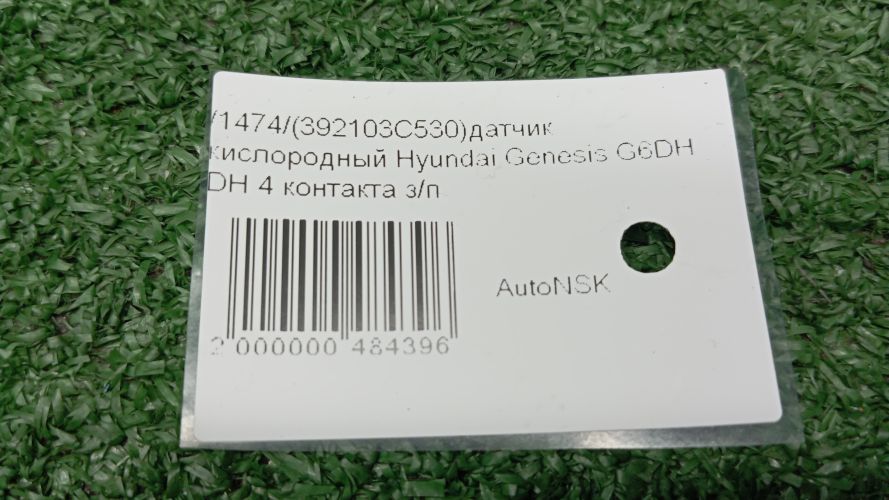 /1474/(392103C530)датчик
кислородный Hyundai Genesis G6DH
DH 4 контакта з/п
AutoNSK
2 000000 484396